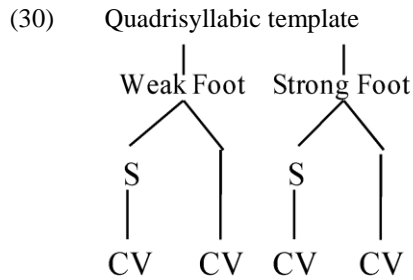 (30) Quadrisyllabic template
Weak Foot Strong Foot
S S
CV CV CV CV